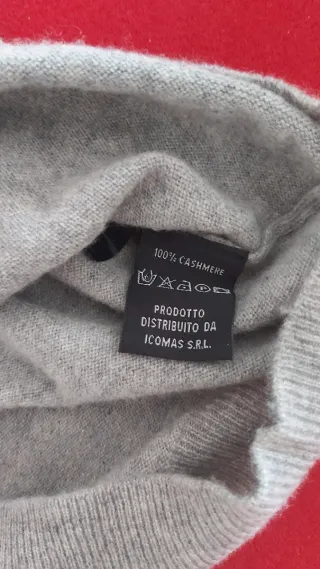 100% CASHMERE
PRODOTTO
DISTRIBUITO DA
ICOMAS S.R.L.